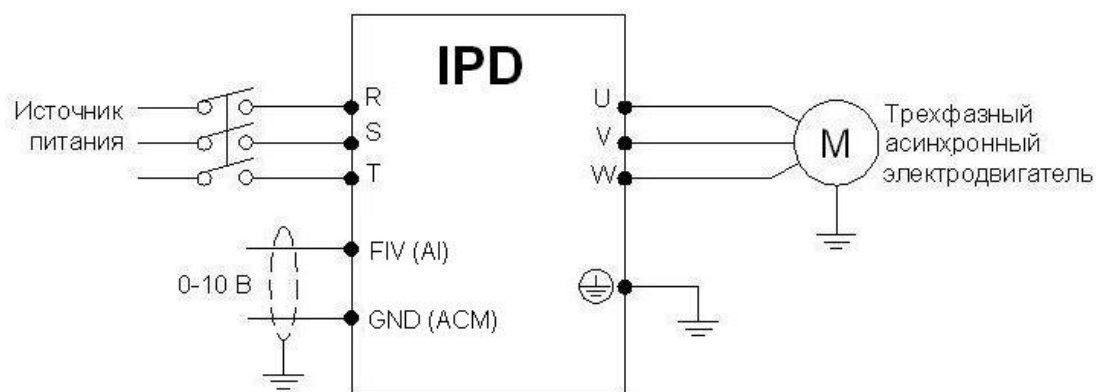 IPD
Источник
питания
R
S
T
FIV (AI)
0-10 В
GND (ACM)
U
V
W
M
Трехфазный
асинхронный
электродвигатель